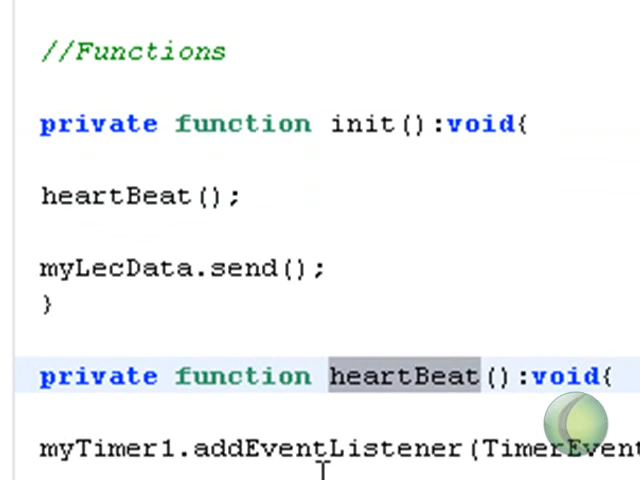 //Functions
private function init():void{
heartBeat();
myLecData.send();
}
private function heartBeat():void{
myTimer1.addEventListener(TimerEvent